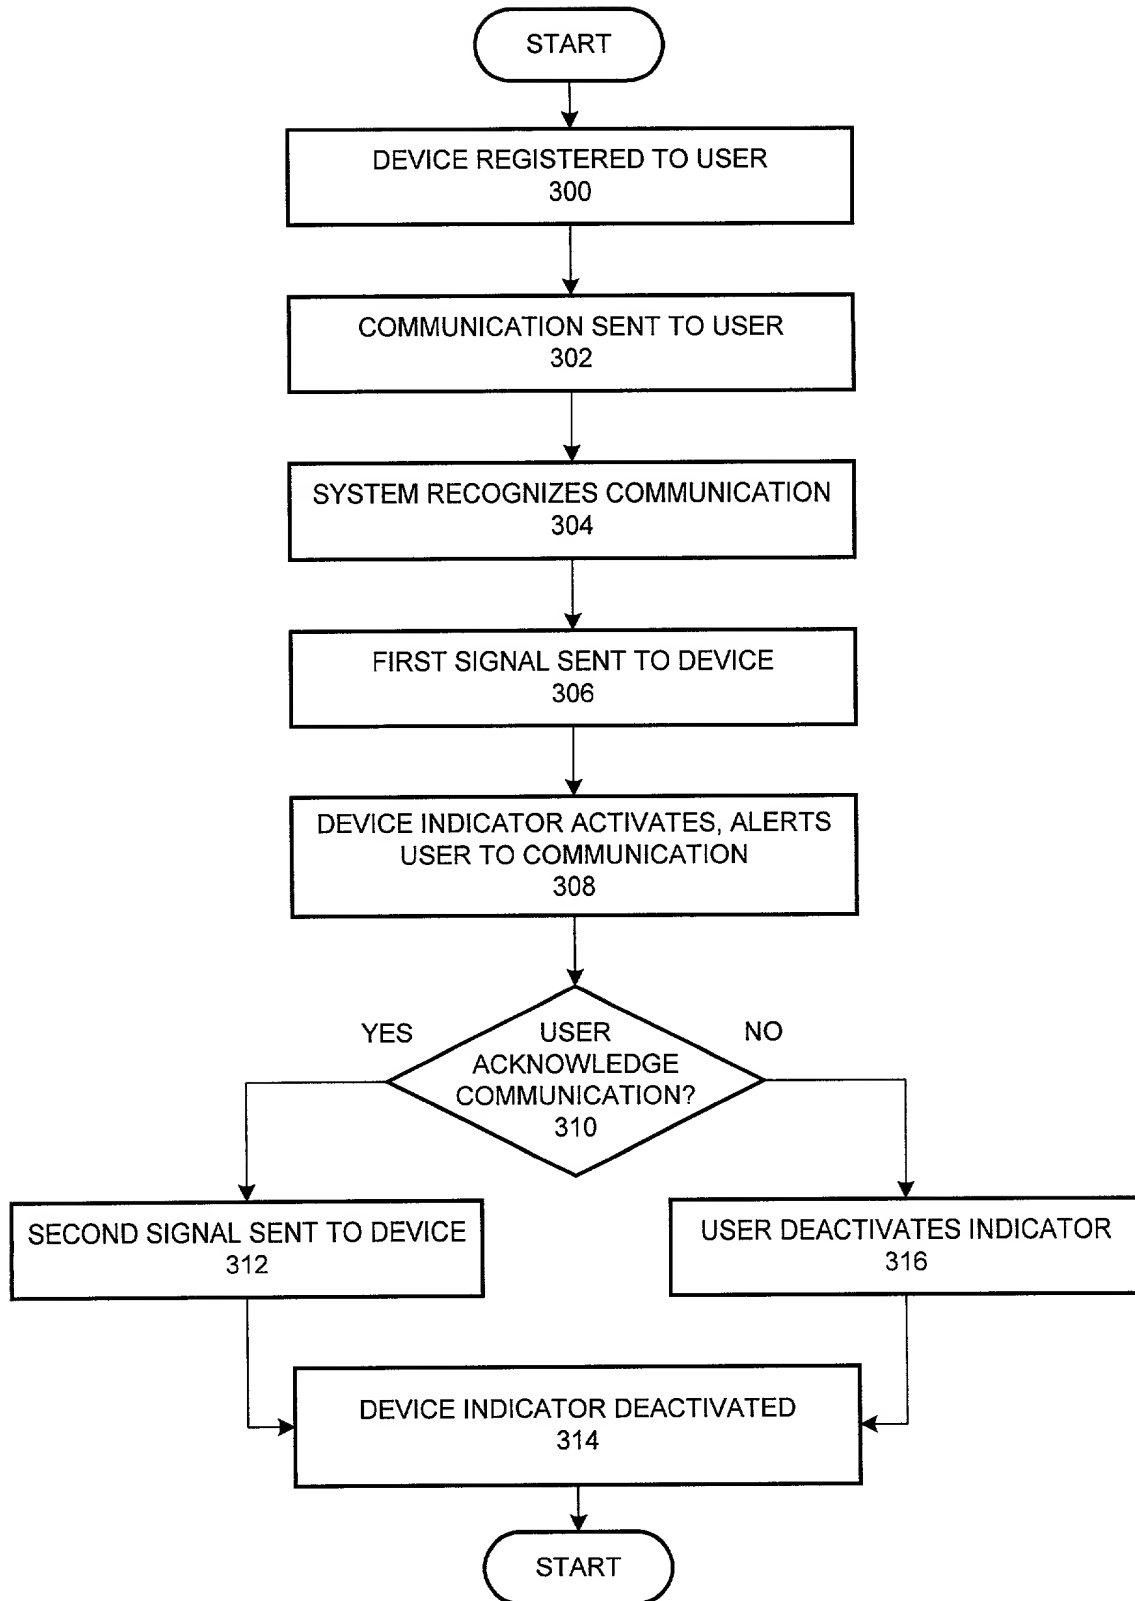 START
DEVICE REGISTERED TO USER
300
COMMUNICATION SENT TO USER
302
SYSTEM RECOGNIZES COMMUNICATION
304
FIRST SIGNAL SENT TO DEVICE
306
DEVICE INDICATOR ACTIVATES, ALERTS
USER TO COMMUNICATION
308
YES
USER
ACKNOWLEDGE
COMMUNICATION?
310
NO
SECOND SIGNAL SENT TO DEVICE
312
USER DEACTIVATES INDICATOR
316
DEVICE INDICATOR DEACTIVATED
314
START